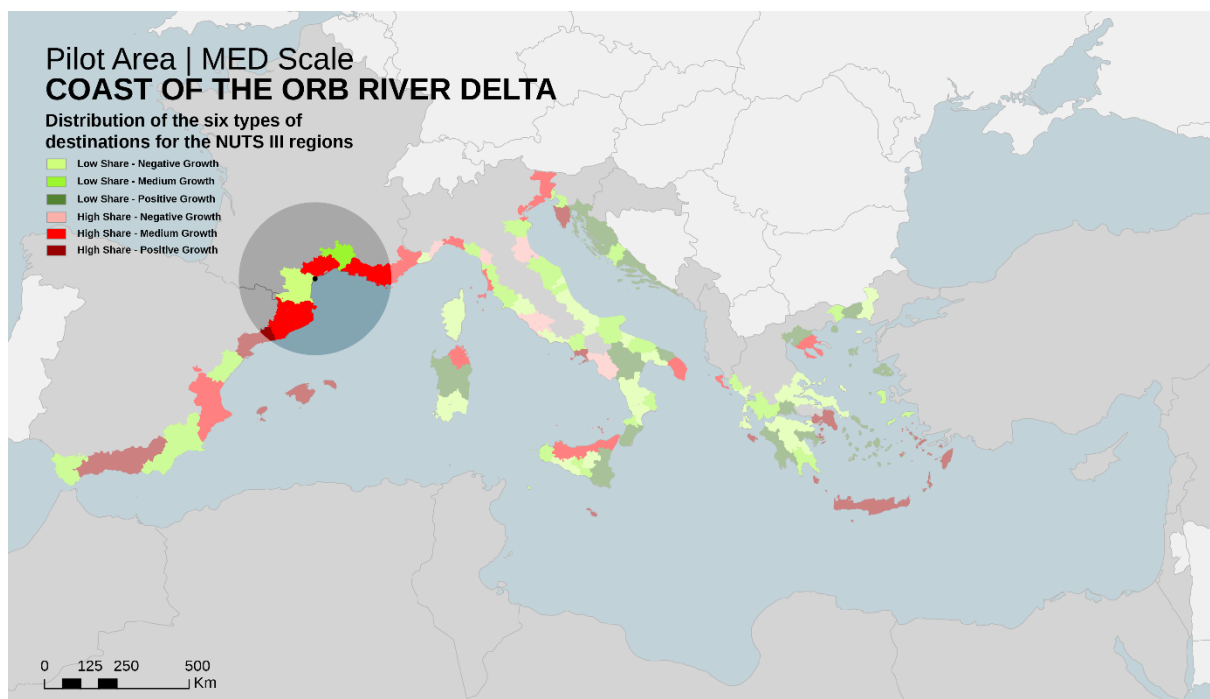 Pilot Area | MED Scale
COAST OF THE ORB RIVER DELTA
Distribution of the six types of
destinations for the NUTS III regions
Low Share - Negative Growth
Low Share - Medium Growth
Low Share - Positive Growth
High Share - Negative Growth
High Share - Medium Growth
High Share - Positive Growth
0 125 250 500
Km